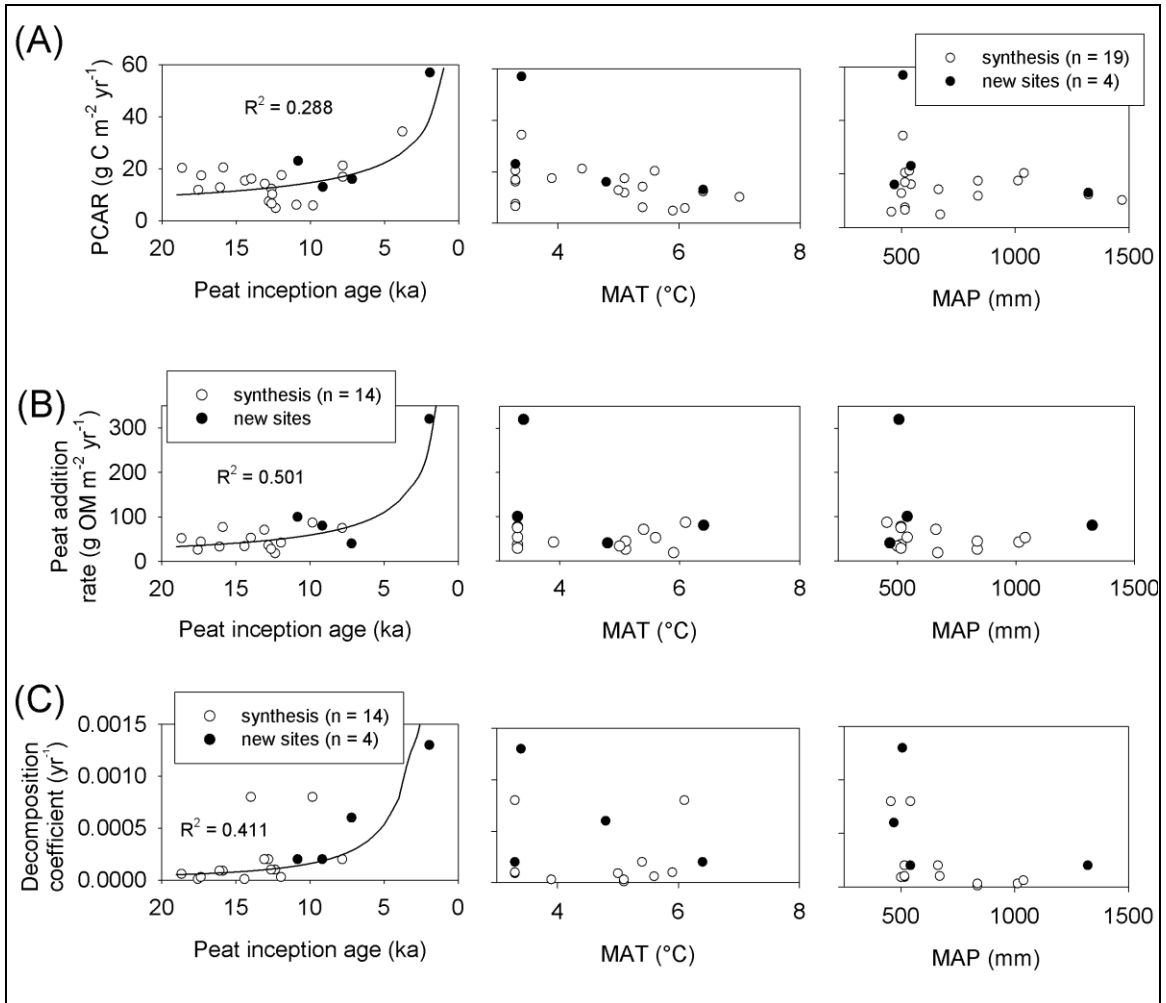 (A)
PCAR (g C m⁻² yr⁻¹)
60
40
20
0
R² = 0.288
20 15 10 5 0
Peat inception age (ka)
4 6 8
MAT (°C)
synthesis (n = 19)
new sites (n = 4)
500 1000 1500
MAP (mm)
(B)
Peat addition
rate (g OM m⁻² yr⁻¹)
synthesis (n = 14)
new sites
300
200
100
0
R² = 0.501
20 15 10 5 0
Peat inception age (ka)
4 6 8
MAT (°C)
500 1000 1500
MAP (mm)
(C)
Decomposition
coefficient (yr⁻¹)
synthesis (n = 14)
new sites (n = 4)
0.0015
0.0010
0.0005
0.0000
R² = 0.411
20 15 10 5 0
Peat inception age (ka)
4 6 8
MAT (°C)
500 1000 1500
MAP (mm)